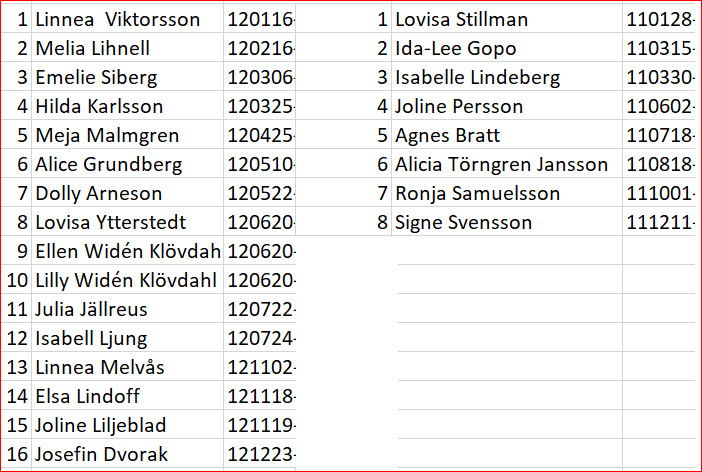 1 Linnea  Viktorsson 120116- 1 Lovisa Stillman 110128-
2 Melia Lihnell 120216- 2 Ida-Lee Gopo 110315-
3 Emelie Siberg 120306- 3 Isabelle Lindeberg 110330-
4 Hilda Karlsson 120325- 4 Joline Persson 110602-
5 Meja Malmgren 120425- 5 Agnes Bratt 110718-
6 Alice Grundberg 120510- 6 Alicia Törngren Jansson 110818-
7 Dolly Arneson 120522- 7 Ronja Samuelsson 111001-
8 Lovisa Ytterstedt 120620- 8 Signe Svensson 111211-
9 Ellen Widén Klövdah 120620-
10 Lilly Widén Klövdahl 120620-
11 Julia Jällreus 120722-
12 Isabell Ljung 120724-
13 Linnea Melvås 121102-
14 Elsa Lindoff 121118-
15 Joline Liljeblad 121119-
16 Josefin Dvorak 121223-